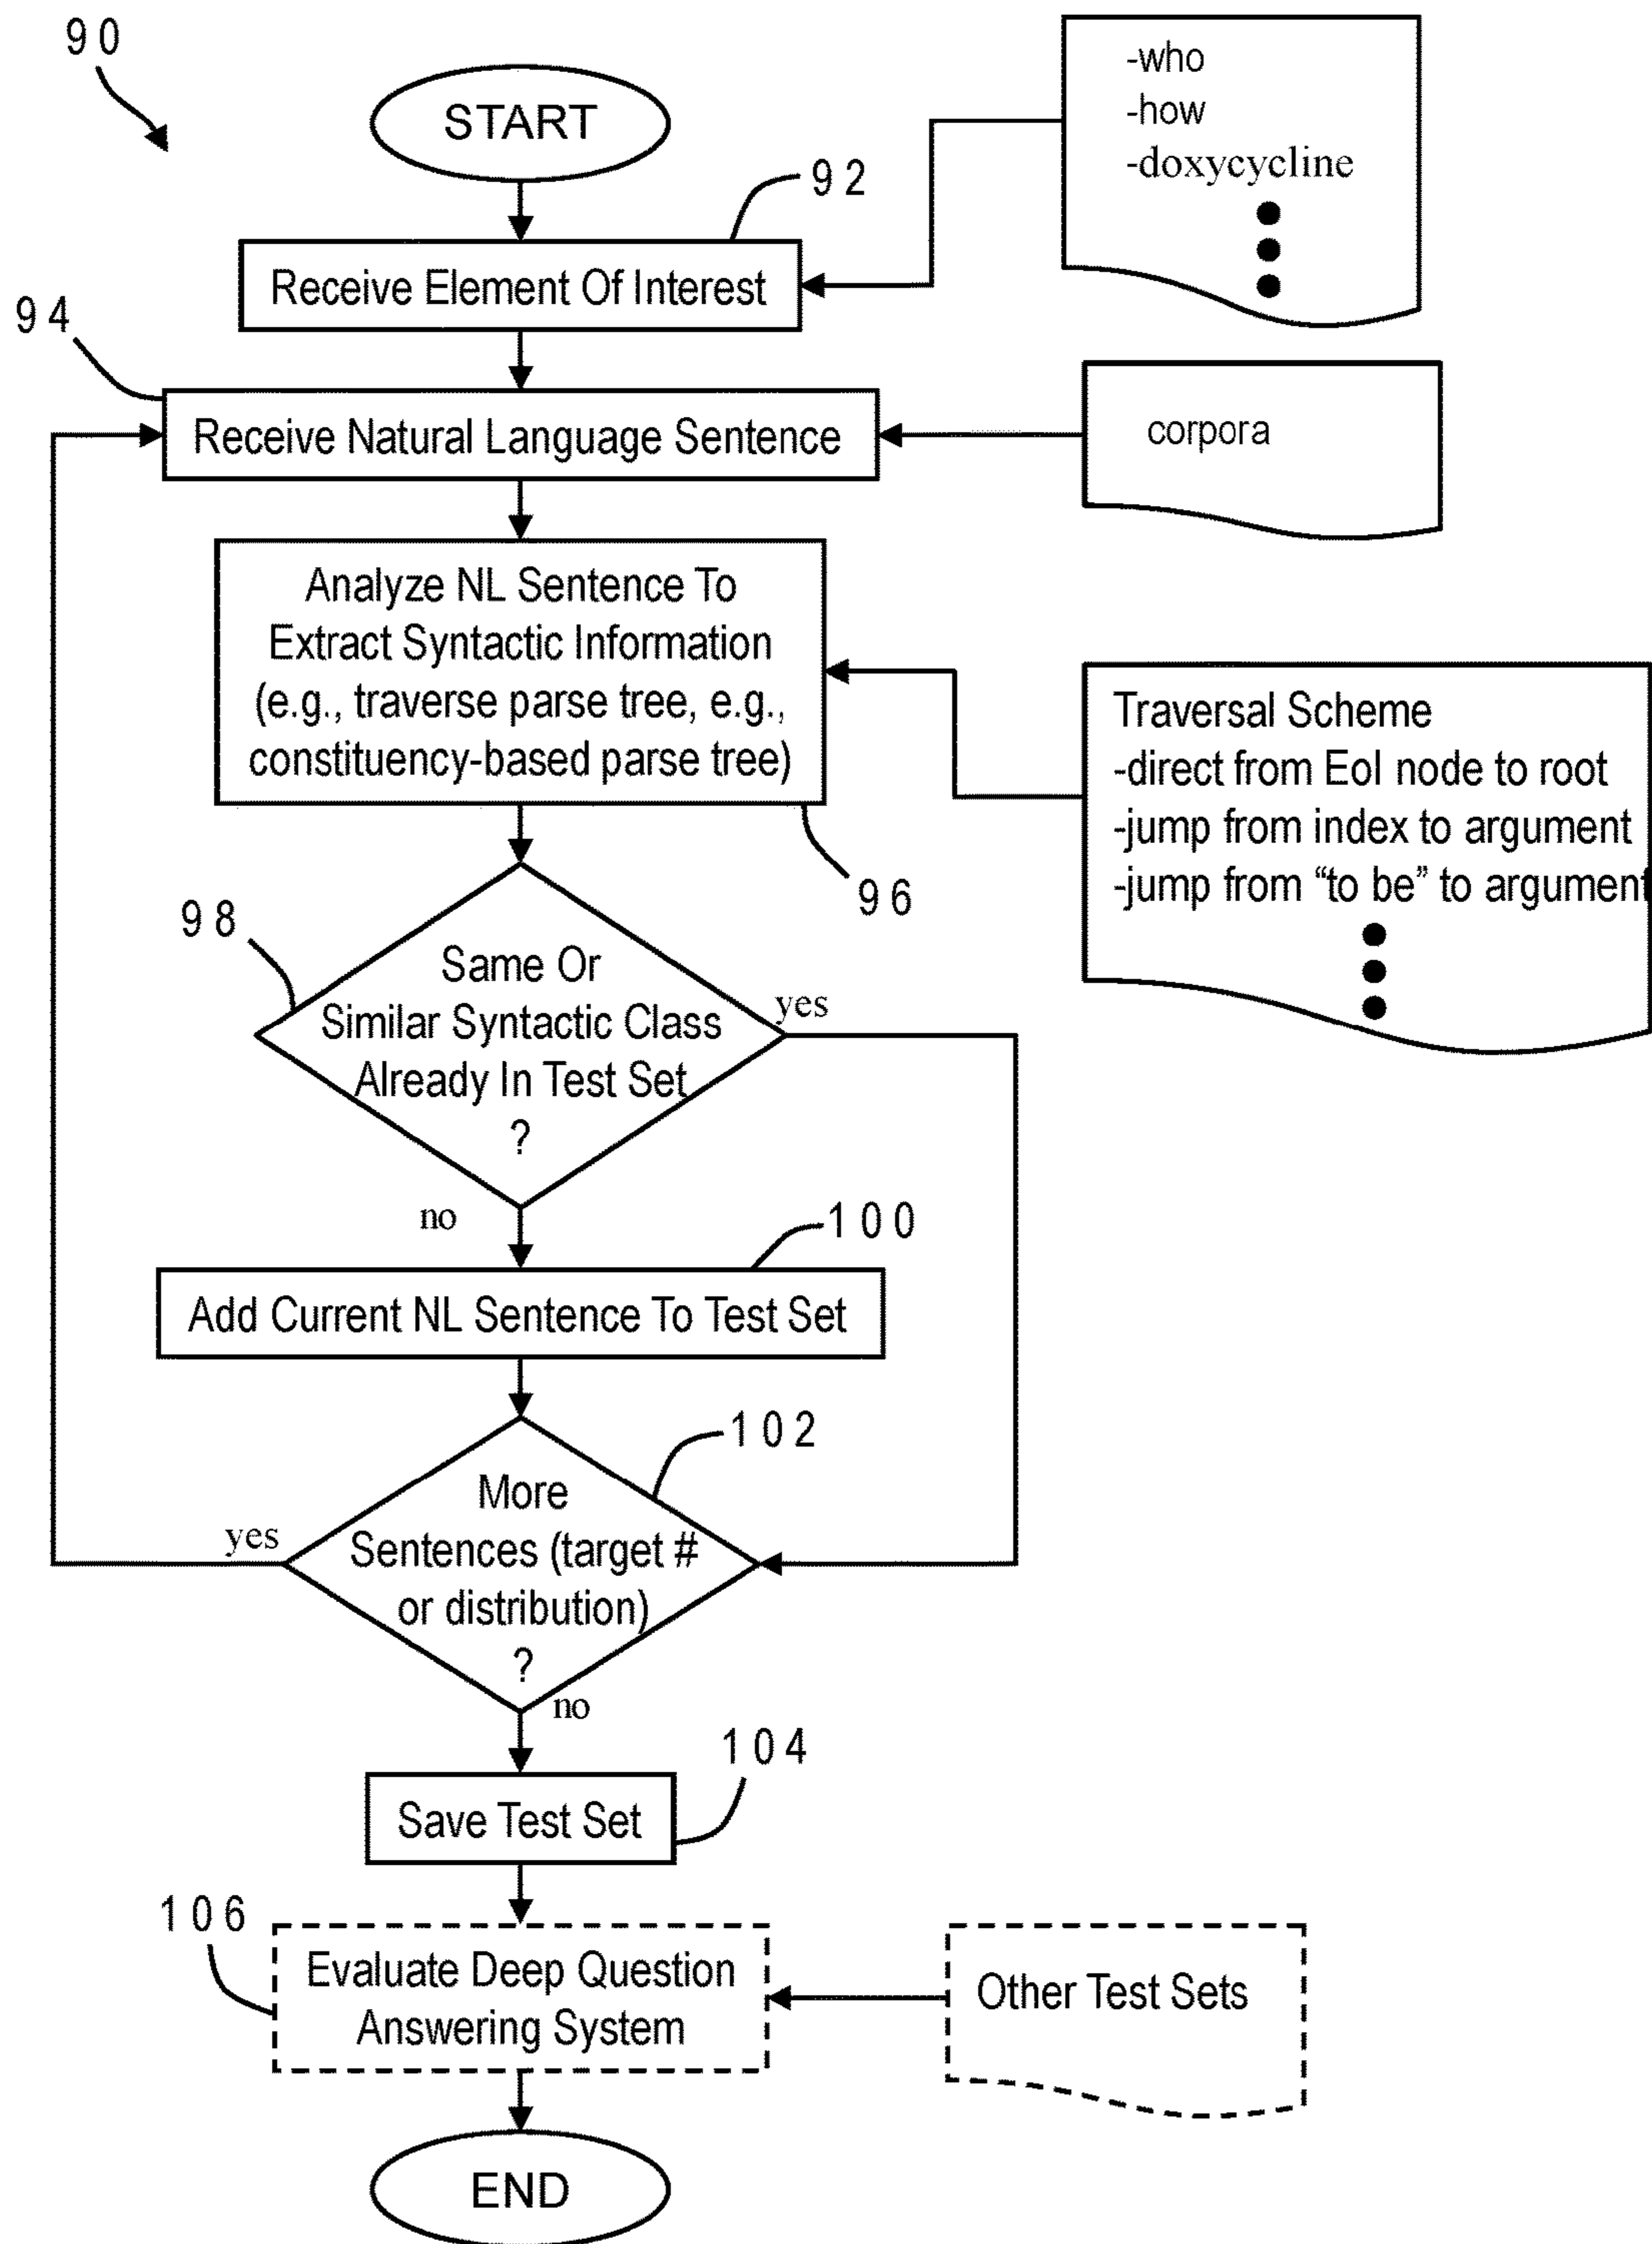 90
START
-who
-how
-doxycycline
92
Receive Element Of Interest
94
Receive Natural Language Sentence
corpora
Analyze NL Sentence To
Extract Syntactic Information
(e.g., traverse parse tree, e.g.,
constituency-based parse tree)
96
Traversal Scheme
-direct from EoI node to root
-jump from index to argument
-jump from “to be” to argument
98
Same Or
Similar Syntactic Class
Already In Test Set
?
yes
no
100
Add Current NL Sentence To Test Set
102
More
Sentences (target #
or distribution)
?
yes
no
104
Save Test Set
106
Evaluate Deep Question
Answering System
Other Test Sets
END